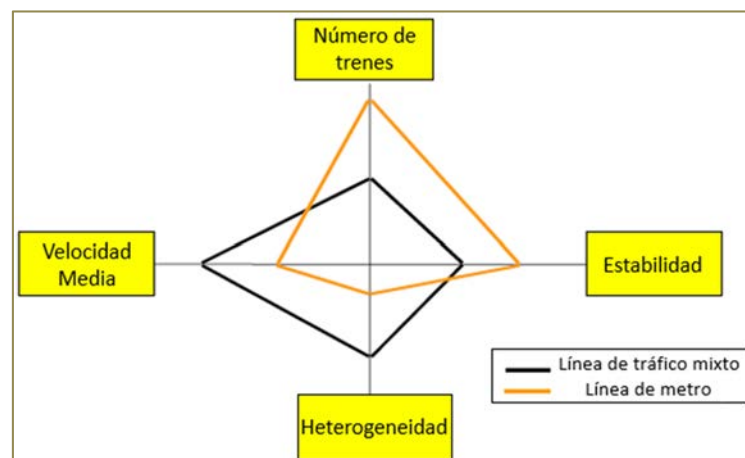 Número de
trenes
Velocidad
Media
Estabilidad
Línea de tráfico mixto
Línea de metro
Heterogeneidad